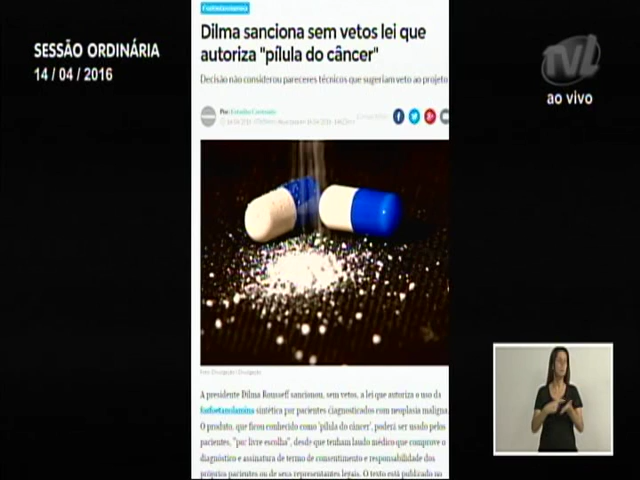 SESSÃO ORDINÁRIA
14 / 04 / 2016
TVL
ao vivo
Dilma sanciona sem vetos lei que
autoriza "pílula do câncer"
Decisão não considerou pareceres técnicos que sugeriam veto ao projeto
Por:
Foto: Divulgação / Divulgação
A presidente Dilma Rousseff sancionou, sem vetos, a lei que autoriza o uso da
fosfoetanolamina sintética por pacientes diagnosticados com neoplasia maligna.
O produto, que ficou conhecido como 'pílula do câncer', poderá ser usado pelos
pacientes, "por livre escolha", desde que tenham laudo médico que comprove o
diagnóstico e assinatura de termo de consentimento e responsabilidade dos
próprios pacientes ou de seus representantes legais. O texto está publicado no